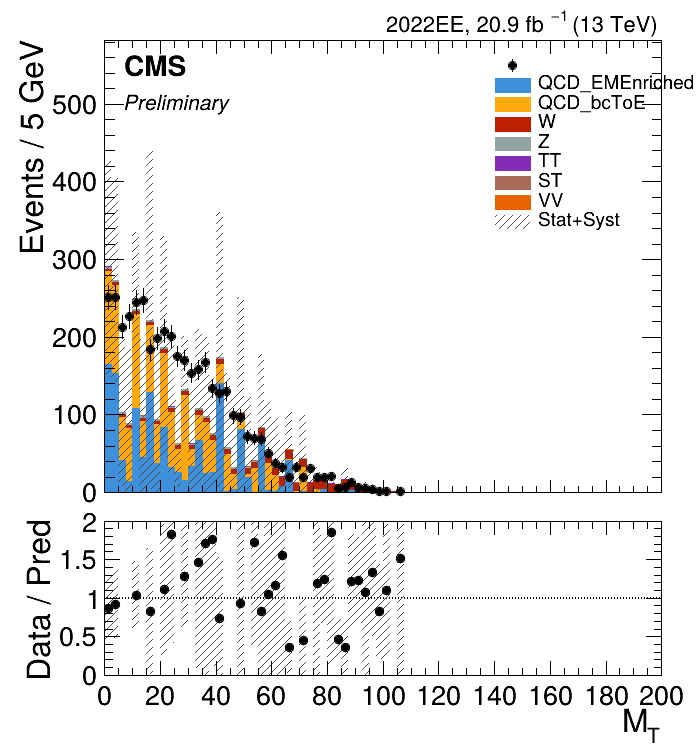 2022EE, 20.9 fb⁻¹ (13 TeV)
CMS
Preliminary
QCD_EMEnriched
QCD_bcToE
W
Z
TT
ST
VV
Stat+Syst
Events / 5 GeV
500
400
300
200
100
0
Data / Pred
2
1.5
1
0.5
0
0 20 40 60 80 100 120 140 160 180 200
M_T